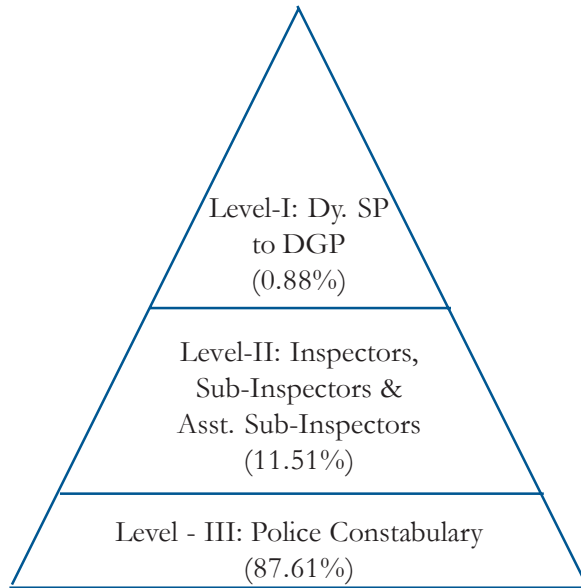 Level-I: Dy. SP
to DGP
(0.88%)
Level-II: Inspectors,
Sub-Inspectors &
Asst. Sub-Inspectors
(11.51%)
Level - III: Police Constabulary
(87.61%)